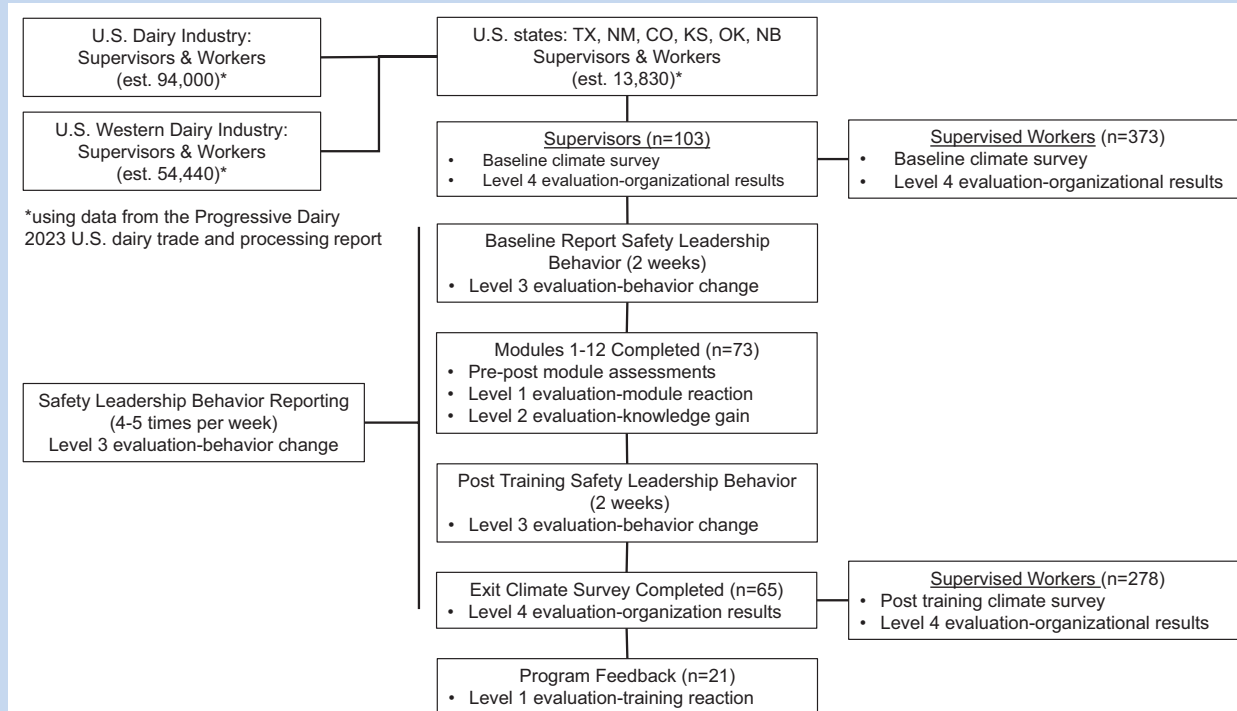 U.S. Dairy Industry:
Supervisors & Workers
(est. 94,000)*
U.S. states: TX, NM, CO, KS, OK, NB
Supervisors & Workers
(est. 13,830)*
U.S. Western Dairy Industry:
Supervisors & Workers
(est. 54,440)*
*using data from the Progressive Dairy
2023 U.S. dairy trade and processing report
Supervisors (n=103)
• Baseline climate survey
• Level 4 evaluation-organizational results
Supervised Workers (n=373)
• Baseline climate survey
• Level 4 evaluation-organizational results
Baseline Report Safety Leadership
Behavior (2 weeks)
• Level 3 evaluation-behavior change
Modules 1-12 Completed (n=73)
• Pre-post module assessments
• Level 1 evaluation-module reaction
• Level 2 evaluation-knowledge gain
Safety Leadership Behavior Reporting
(4-5 times per week)
Level 3 evaluation-behavior change
Post Training Safety Leadership Behavior
(2 weeks)
• Level 3 evaluation-behavior change
Exit Climate Survey Completed (n=65)
• Level 4 evaluation-organization results
Supervised Workers (n=278)
• Post training climate survey
• Level 4 evaluation-organizational results
Program Feedback (n=21)
• Level 1 evaluation-training reaction